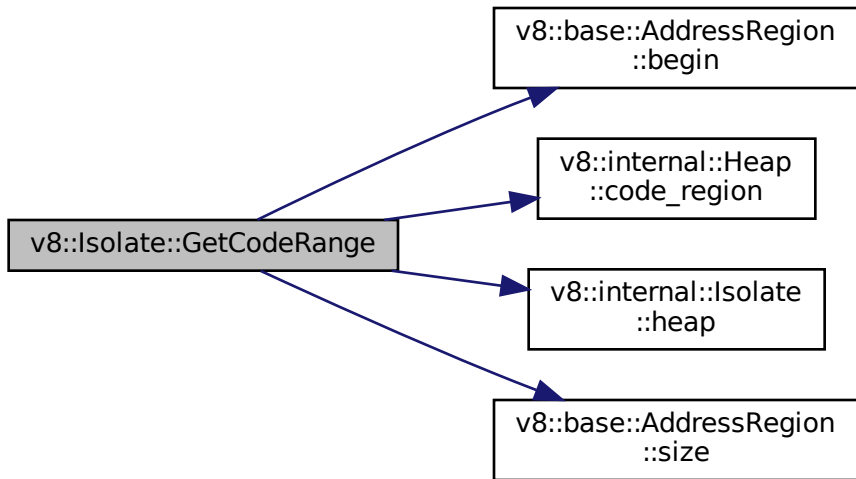 v8::base::AddressRegion
::begin
v8::internal::Heap
::code_region
v8::Isolate::GetCodeRange
v8::internal::Isolate
::heap
v8::base::AddressRegion
::size